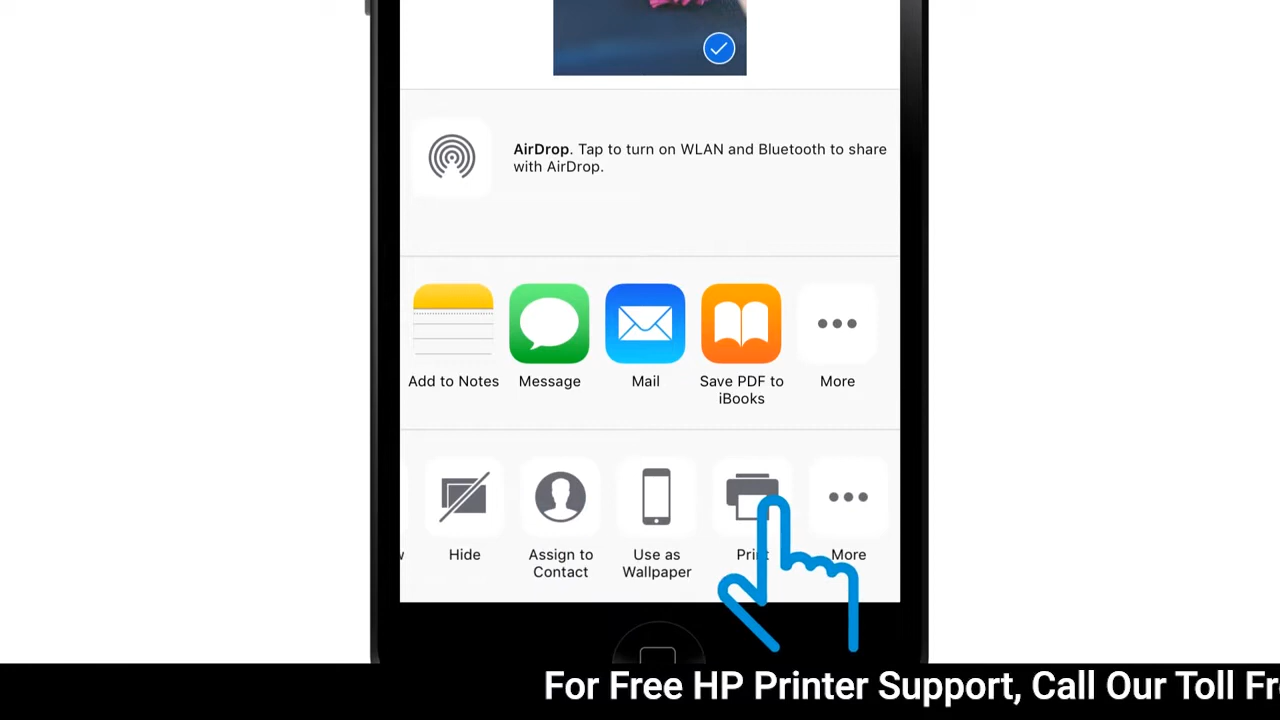 AirDrop. Tap to turn on WLAN and Bluetooth to share
with AirDrop.
Add to Notes
Message
Mail
Save PDF to
iBooks
More
Hide
Assign to
Contact
Use as
Wallpaper
Print
More
For Free HP Printer Support, Call Our Toll